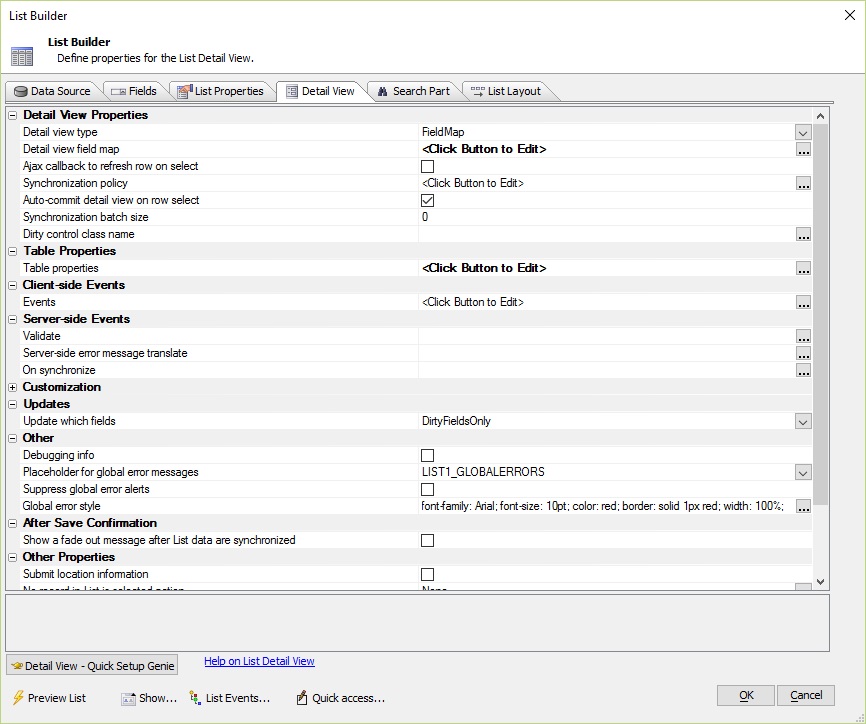 List Builder
List Builder
Define properties for the List Detail View.
Data Source Fields List Properties Detail View Search Part List Layout
Detail View Properties
Detail view type FieldMap
Detail view field map <Click Button to Edit>
Ajax callback to refresh row on select
Synchronization policy <Click Button to Edit>
Auto-commit detail view on row select
Synchronization batch size 0
Dirty control class name
Table Properties
Table properties <Click Button to Edit>
Client-side Events
Events <Click Button to Edit>
Server-side Events
Validate
Server-side error message translate
On synchronize
Customization
Updates
Update which fields DirtyFieldsOnly
Other
Debugging info
Placeholder for global error messages LIST1_GLOBALERRORS
Suppress global error alerts
Global error style font-family: Arial; font-size: 10pt; color: red; border: solid 1px red; width: 100%;
After Save Confirmation
Show a fade out message after List data are synchronized
Other Properties
Submit location information
No record in List is selected action None
Detail View - Quick Setup Genie Help on List Detail View
Preview List Show... List Events... Quick access... OK Cancel